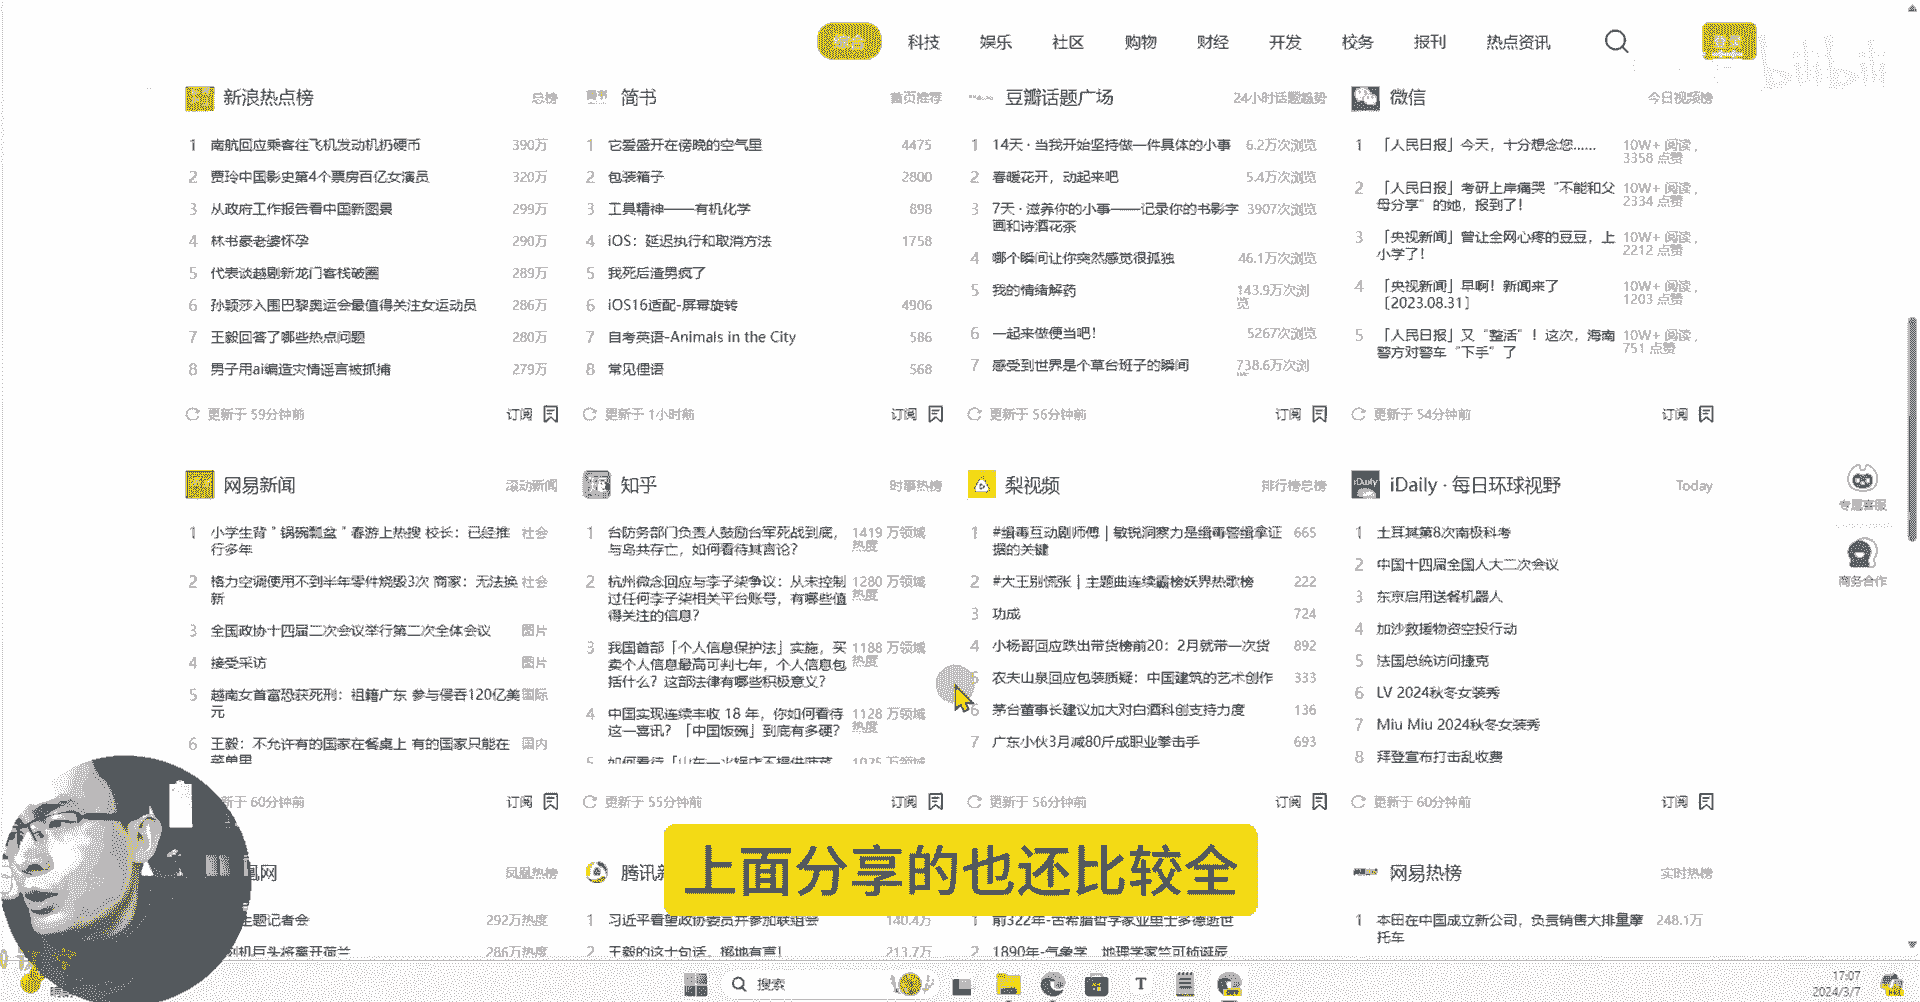 科技 娱乐 社区 购物 财经 开发 校务 报刊 热点资讯
bilibili
新浪热点榜 总榜
1 南航回应乘客往飞机发动机扔硬币 390万
2 贾玲中国影史第4个票房百亿女演员 320万
3 从政府工作报告看中国新图景 299万
4 林书豪老婆怀孕 290万
5 代表谈越剧新龙门客栈破圈 289万
6 孙颖莎入围巴黎奥运会最值得关注女运动员 286万
7 王毅回答了哪些热点问题 280万
8 男子用ai编造灾情谣言被抓捕 279万
更新于 59分钟前 订阅
简书 首页推荐
1 它爱盛开在傍晚的空气里 4475
2 包装箱子 2800
3 工具精神——有机化学 898
4 iOS：延迟执行和取消方法 1758
5 我死后渣男疯了
6 iOS16适配-屏幕旋转 4906
7 自考英语-Animals in the City 586
8 常见俚语 568
更新于 1小时前 订阅
豆瓣话题广场 24小时话题趋势
1 14天 · 当我开始坚持做一件具体的小事 6.2万次浏览
2 春暖花开，动起来吧 5.4万次浏览
3 7天 · 滋养你的小事——记录你的书影字 3907次浏览
画和诗酒花茶
4 哪个瞬间让你突然感觉很孤独 46.1万次浏览
5 我的情绪解药 143.9万次浏
览
6 一起来做便当吧！ 5267次浏览
7 感受到世界是个草台班子的瞬间 738.6万次浏
更新于 56分钟前 订阅
微信 今日视频榜
1 「人民日报」今天，十分想念您…… 10W+ 阅读，
3358 点赞
2 「人民日报」考研上岸痛哭“不能和父 10W+ 阅读，
母分享”的她，报到了！ 2334 点赞
3 「央视新闻」曾让全网心疼的豆豆，上 10W+ 阅读，
小学了！ 2212 点赞
4 「央视新闻」早啊！新闻来了 10W+ 阅读，
〔2023.08.31〕 1203 点赞
5 「人民日报」又“整活”！这次，海南 10W+ 阅读，
警方对警车“下手”了 751 点赞
更新于 54分钟前 订阅
网易新闻 滚动新闻
1 小学生背＂锅碗瓢盆＂春游上热搜 校长：已经推 社会
行多年
2 格力空调使用不到半年零件烧毁3次 商家：无法换 社会
新
3 全国政协十四届二次会议举行第二次全体会议 图片
4 接受采访 图片
5 越南女首富恐获死刑：祖籍广东 参与侵吞120亿美 国际
元
6 王毅：不允许有的国家在餐桌上 有的国家只能在 国内
菜单里
新于 60分钟前 订阅
知乎 时事热榜
1 台防务部门负责人鼓励台军死战到底， 1419 万领域
与岛共存亡，如何看待其言论？ 热度
2 杭州微念回应与李子柒争议：从未控制 1280 万领域
过任何李子柒相关平台账号，有哪些值 热度
得关注的信息？
3 我国首部「个人信息保护法」实施，买 1188 万领域
卖个人信息最高可判七年，个人信息包 热度
括什么？这部法律有哪些积极意义？
4 中国实现连续丰收 18 年，你如何看待 1128 万领域
这一喜讯？「中国饭碗」到底有多硬？ 热度
5 如何看待「山东一火锅店不提供菠菜 1025 万领域
更新于 55分钟前 订阅
梨视频 排行榜总榜
1 #缉毒互动剧师傅 | 敏锐洞察力是缉毒警缉拿证 665
据的关键
2 #大王别慌张 | 主题曲连续霸榜妖界热歌榜 222
3 功成 724
4 小杨哥回应跌出带货榜前20：2月就带一次货 892
5 农夫山泉回应包装质疑：中国建筑的艺术创作 333
6 茅台董事长建议加大对白酒科创支持力度 136
7 广东小伙3月减80斤成职业拳击手 693
更新于 56分钟前 订阅
iDaily · 每日环球视野 Today
1 土耳其第8次南极科考
2 中国十四届全国人大二次会议
3 东京启用送餐机器人
4 加沙救援物资空投行动
5 法国总统访问捷克
6 LV 2024秋冬女装秀
7 Miu Miu 2024秋冬女装秀
8 拜登宣布打击乱收费
更新于 60分钟前 订阅
专属客服
商务合作
凰网 凤凰热榜
主题记者会 292万热度
刻机巨头将离开荷兰 286万热度
腾讯新
1 习近平看望政协委员并参加联组会 140.4万
2 王毅的这十句话，掷地有声！ 213.7万
1 前322年-古希腊哲学家亚里士多德逝世
2 1890年-气象学、地理学家竺可桢诞辰
网易热榜 实时热榜
1 本田在中国成立新公司，负责销售大排量摩 248.1万
托车
上面分享的也还比较全
搜索
17:07
2024/3/7